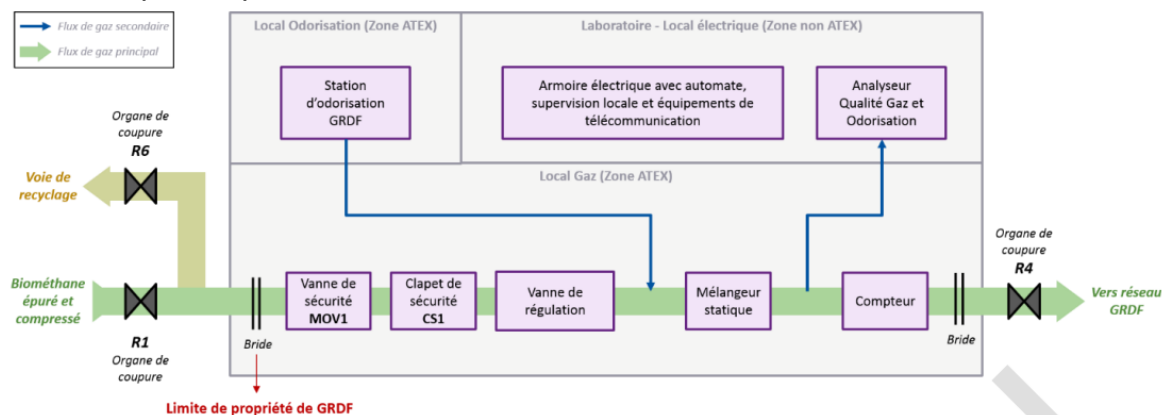 Flux de gaz secondaire
Flux de gaz principal
Local Odorisation (Zone ATEX)
Laboratoire - Local électrique (Zone non ATEX)
Station
d'odorisation
GRDF
Armoire électrique avec automate,
supervision locale et équipements de
télécommunication
Analyseur
Qualité Gaz et
Odorisation
Organe de
coupure
R6
Voie de
recyclage
Local Gaz (Zone ATEX)
Biométhane
épuré et
compressé
R1
Organe de
coupure
Bride
Vanne de
sécurité
MOV1
Clapet de
sécurité
CS1
Vanne de
régulation
Mélangeur
statique
Compteur
Bride
Organe de
coupure
R4
Vers réseau
GRDF
Limite de propriété de GRDF